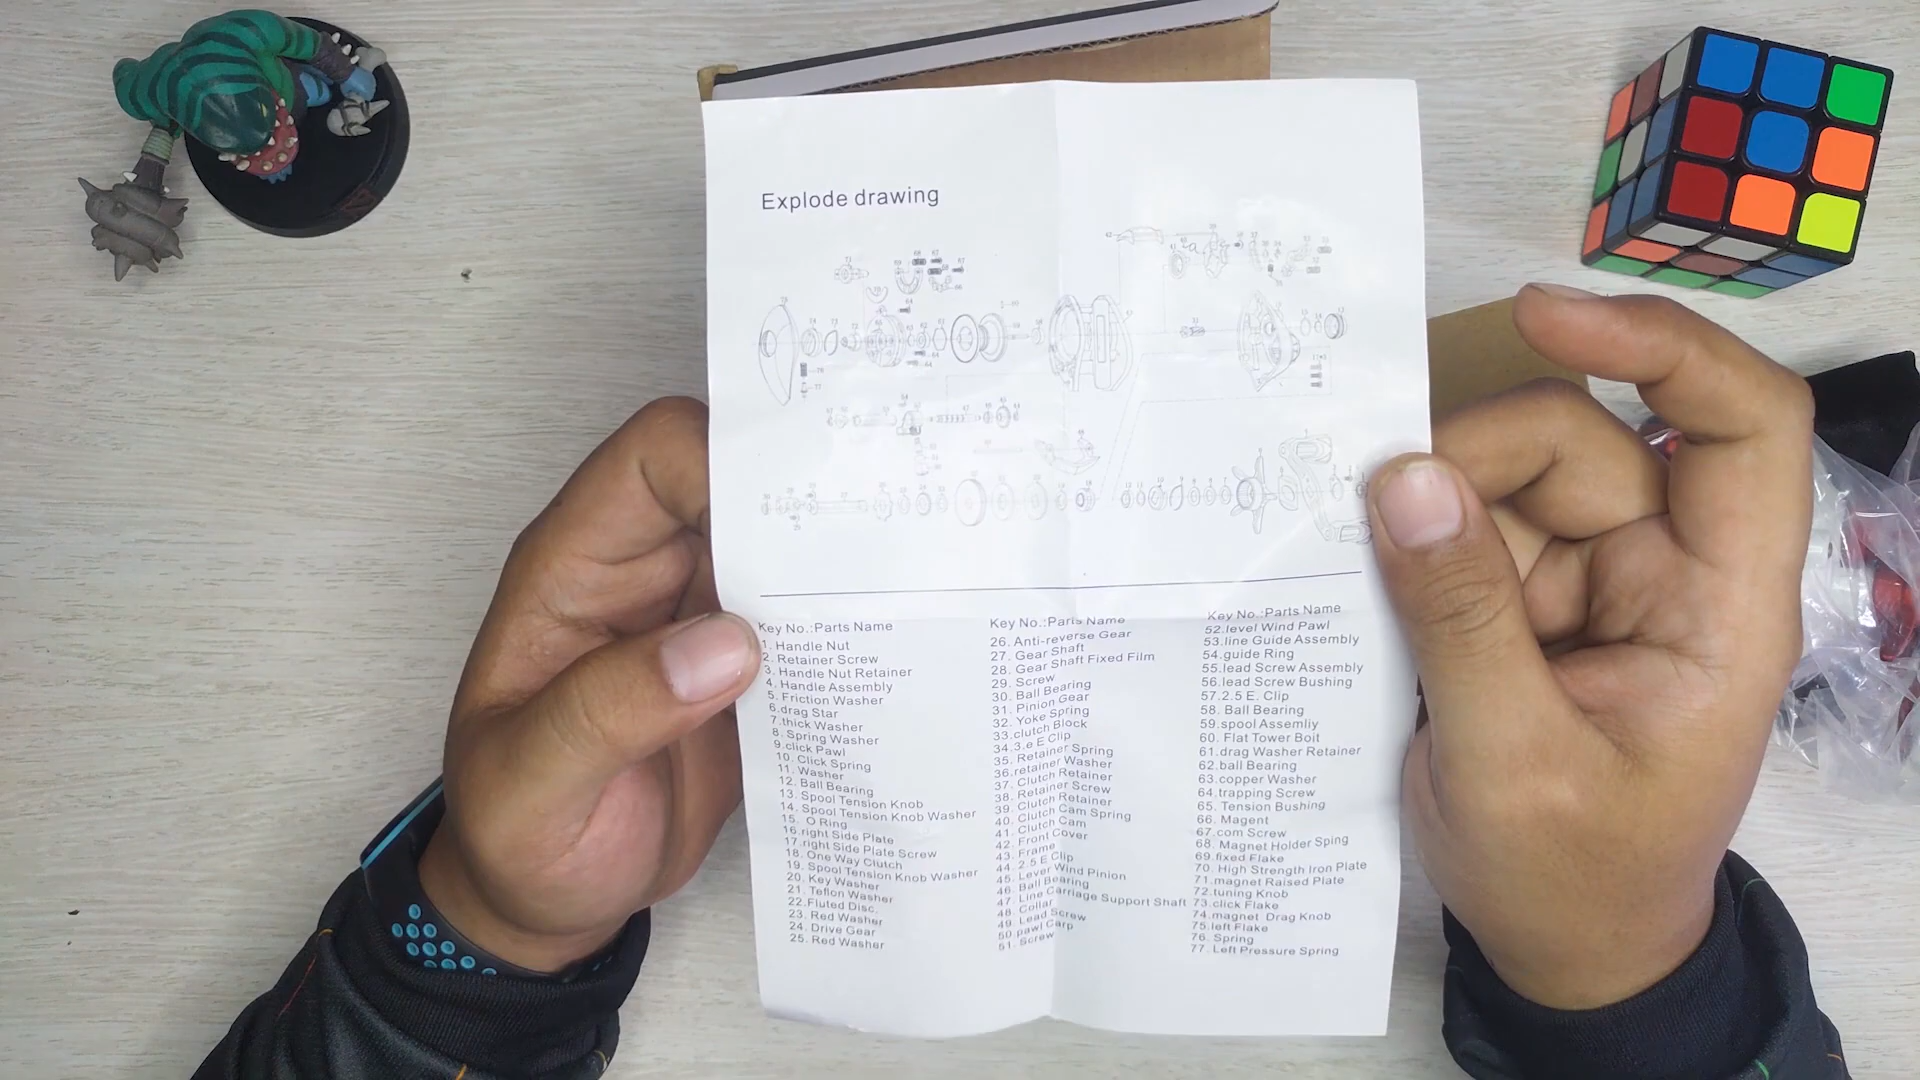 Explode drawing
Key No.:Parts Name
1. Handle Nut
2. Retainer Screw
3. Handle Nut Retainer
4. Handle Assembly
5. Friction Washer
6.drag Star
7.thick Washer
8. Spring Washer
9.click Pawl
10. Click Spring
11. Washer
12. Ball Bearing
13. Spool Tension Knob
14. Spool Tension Knob Washer
15. O Ring
16.right Side Plate
17.right Side Plate Screw
18. One Way Clutch
19. Spool Tension Knob Washer
20. Key Washer
21. Teflon Washer
22.Fluted Disc.
23. Red Washer
24. Drive Gear
25. Red Washer
Key No.:Parts Name
26. Anti-reverse Gear
27. Gear Shaft
28. Gear Shaft Fixed Film
29. Screw
30. Ball Bearing
31. Pinion Gear
32. Yoke Spring
33.clutch Block
34.3.e E Clip
35. Retainer Spring
36.retainer Washer
37. Clutch Retainer
38. Retainer Screw
39. Clutch Retainer
40. Clutch Cam Spring
41. Clutch Cam
42. Front Cover
43. Frame
44. 2.5 E Clip
45. Lever Wind Pinion
46. Ball Bearing
47. Line Carriage Support Shaft
48. Collar
49. Lead Screw
50.pawl Carp
51. Screw
Key No.:Parts Name
52.level Wind Pawl
53.line Guide Assembly
54.guide Ring
55.lead Screw Assembly
56.lead Screw Bushing
57.2.5 E. Clip
58. Ball Bearing
59.spool Assemliy
60. Flat Tower Boit
61.drag Washer Retainer
62.ball Bearing
63.copper Washer
64.trapping Screw
65. Tension Bushing
66. Magent
67.com Screw
68. Magnet Holder Sping
69.fixed Flake
70. High Strength Iron Plate
71.magnet Raised Plate
72.tuning Knob
73.click Flake
74.magnet Drag Knob
75.left Flake
76. Spring
77. Left Pressure Spring